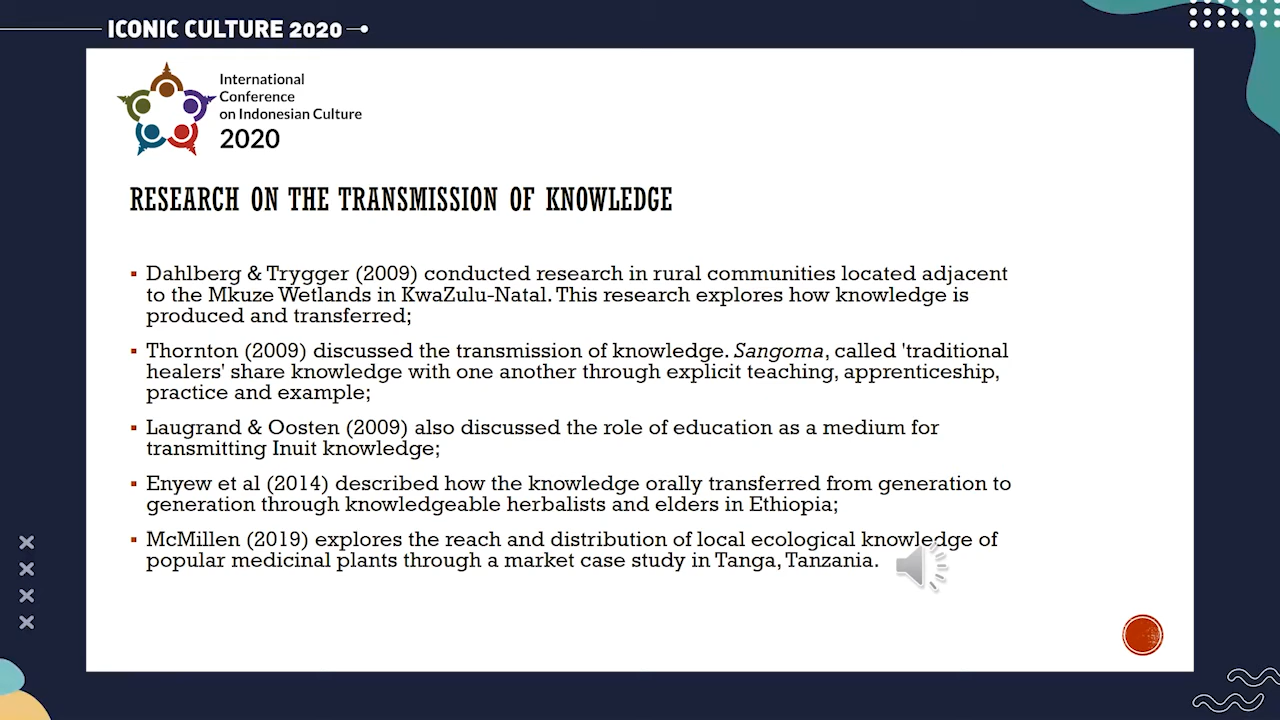 ICONIC CULTURE 2020
International
Conference
on Indonesian Culture
2020
RESEARCH ON THE TRANSMISSION OF KNOWLEDGE
▪ Dahlberg & Trygger (2009) conducted research in rural communities located adjacent
to the Mkuze Wetlands in KwaZulu-Natal. This research explores how knowledge is
produced and transferred;
▪ Thornton (2009) discussed the transmission of knowledge. Sangoma, called 'traditional
healers' share knowledge with one another through explicit teaching, apprenticeship,
practice and example;
▪ Laugrand & Oosten (2009) also discussed the role of education as a medium for
transmitting Inuit knowledge;
▪ Enyew et al (2014) described how the knowledge orally transferred from generation to
generation through knowledgeable herbalists and elders in Ethiopia;
▪ McMillen (2019) explores the reach and distribution of local ecological knowledge of
popular medicinal plants through a market case study in Tanga, Tanzania.